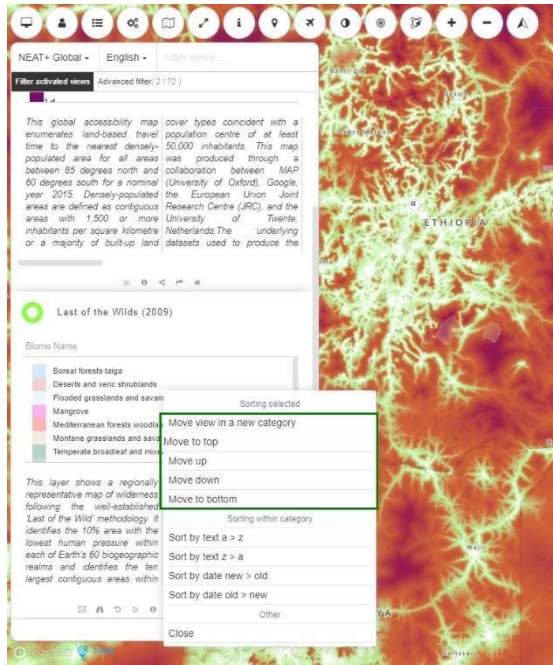 NEAT+ Global
English
Filter views ...
Filter activated views
Advanced filter( 2 / 72 )
This global accessibility map
enumerates land-based travel
time to the nearest densely-
populated area for all areas
between 85 degrees north and
60 degrees south for a nominal
year 2015. Densely-populated
areas are defined as contiguous
areas with 1,500 or more
inhabitants per square kilometre
or a majority of built-up land
cover types coincident with a
population centre of at least
50,000 inhabitants. This map
was produced through a
collaboration between MAP
(University of Oxford), Google,
the European Union Joint
Research Centre (JRC), and the
University of Twente,
Netherlands.The underlying
datasets used to produce the
Last of the Wilds (2009)
Biome Name
Boreal forests taiga
Deserts and xeric shrublands
Flooded grasslands and savan
Mangrove
Mediterranean forests woodla
Montane grasslands and sava
Temperate broadleaf and mixe
This layer shows a regionally
representative map of wilderness
following the well-established
'Last of the Wild' methodology. It
identifies the 10% area with the
lowest human pressure within
each of Earth's 60 biogeographic
realms and identifies the ten
largest contiguous areas within
Sorting selected
Move view in a new category
Move to top
Move up
Move down
Move to bottom
Sorting within category
Sort by text a > z
Sort by text z > a
Sort by date new > old
Sort by date old > new
Other
Close
Bahir Dar
Dessie
Debre Markos
ETHIOPIA
Wajir
YA
Garissa
mapbox